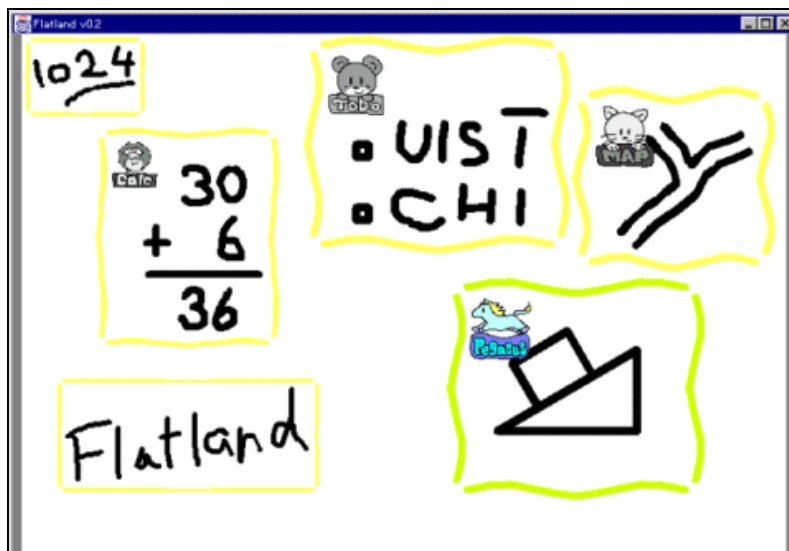 Flatland v0.2
1024
Calc
30
+ 6
36
ToDo
UIST
CHI
MAP
Pegasus
Flatland